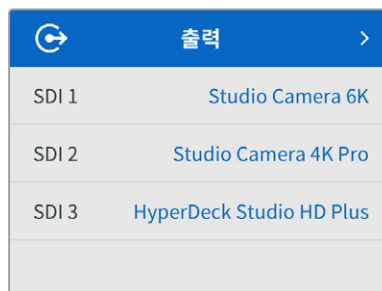 출력
SDI 1 Studio Camera 6K
SDI 2 Studio Camera 4K Pro
SDI 3 HyperDeck Studio HD Plus